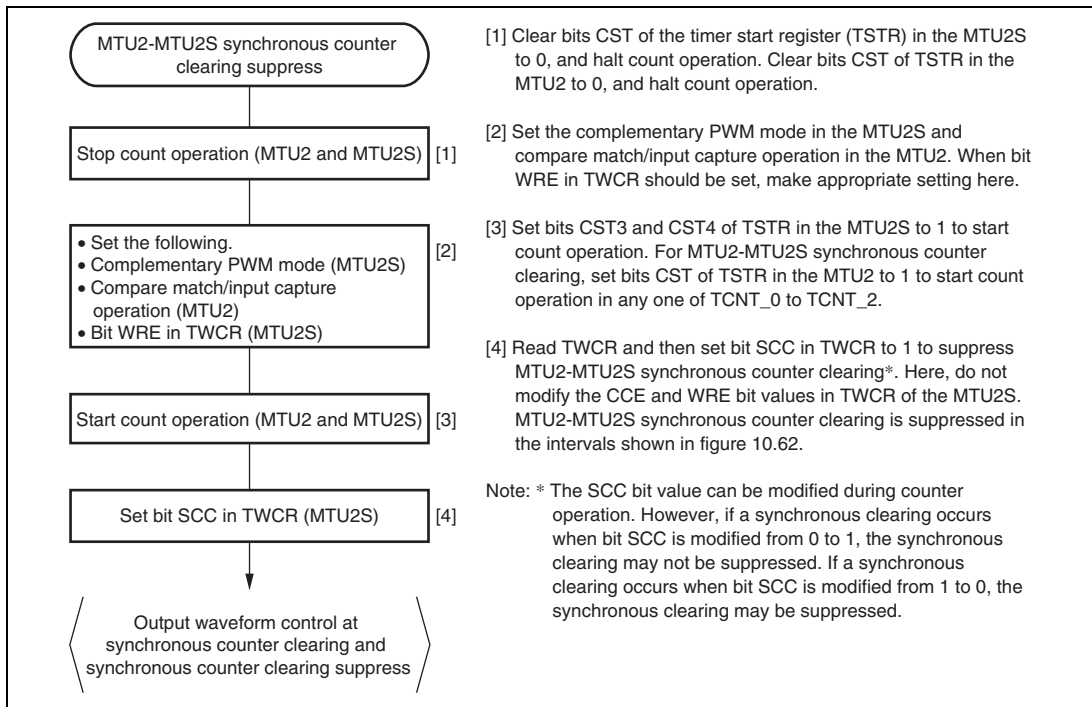 MTU2-MTU2S synchronous counter
clearing suppress
Stop count operation (MTU2 and MTU2S) [1]
• Set the following. [2]
• Complementary PWM mode (MTU2S)
• Compare match/input capture
operation (MTU2)
• Bit WRE in TWCR (MTU2S)
Start count operation (MTU2 and MTU2S) [3]
Set bit SCC in TWCR (MTU2S) [4]
Output waveform control at
synchronous counter clearing and
synchronous counter clearing suppress
[1] Clear bits CST of the timer start register (TSTR) in the MTU2S
to 0, and halt count operation. Clear bits CST of TSTR in the
MTU2 to 0, and halt count operation.
[2] Set the complementary PWM mode in the MTU2S and
compare match/input capture operation in the MTU2. When bit
WRE in TWCR should be set, make appropriate setting here.
[3] Set bits CST3 and CST4 of TSTR in the MTU2S to 1 to start
count operation. For MTU2-MTU2S synchronous counter
clearing, set bits CST of TSTR in the MTU2 to 1 to start count
operation in any one of TCNT_0 to TCNT_2.
[4] Read TWCR and then set bit SCC in TWCR to 1 to suppress
MTU2-MTU2S synchronous counter clearing*. Here, do not
modify the CCE and WRE bit values in TWCR of the MTU2S.
MTU2-MTU2S synchronous counter clearing is suppressed in
the intervals shown in figure 10.62.
Note: * The SCC bit value can be modified during counter
operation. However, if a synchronous clearing occurs
when bit SCC is modified from 0 to 1, the synchronous
clearing may not be suppressed. If a synchronous
clearing occurs when bit SCC is modified from 1 to 0, the
synchronous clearing may be suppressed.